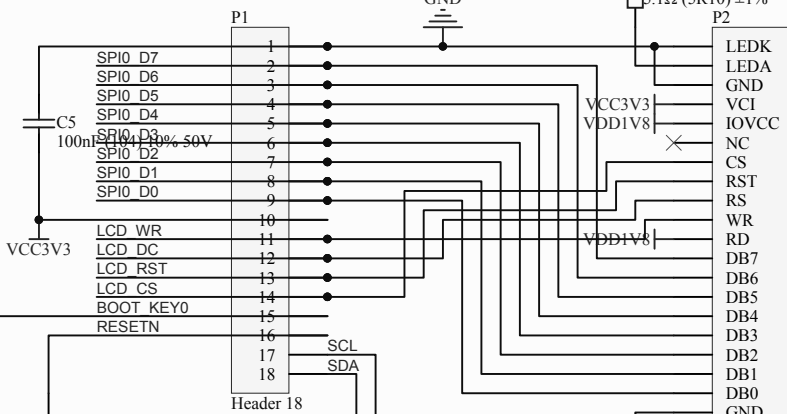 GND
5.1Ω (5R10) ±1%
P1
P2
1
LEDK
SPI0_D7
2
LEDA
SPI0_D6
3
GND
SPI0_D5
4
VCC3V3
VCI
C5
SPI0_D4
5
VDD1V8
IOVCC
100nF (104) 10% 50V
SPI0_D3
6
NC
SPI0_D2
7
CS
SPI0_D1
8
RST
SPI0_D0
9
RS
10
WR
LCD_WR
11
VDD1V8
RD
VCC3V3
LCD_DC
12
DB7
LCD_RST
13
DB6
LCD_CS
14
DB5
BOOT_KEY0
15
DB4
RESETN
16
DB3
17
SCL
DB2
18
SDA
DB1
DB0
Header 18
GND